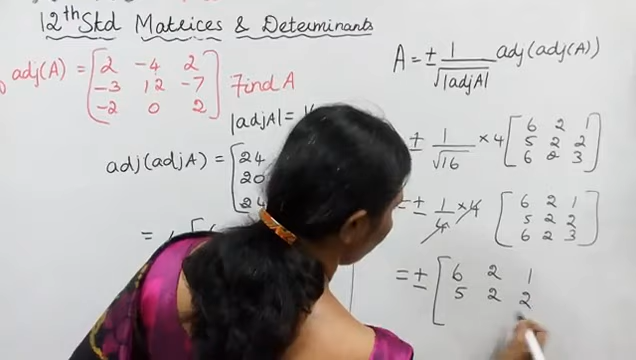 12th Std Matrices & Determinants
adj(A) = [2 -4 2
-3 12 -7
-2 0 2] Find A
|adjA| =
adj(adjA) = [24
20
24
=
A = ± 1/√|adjA| adj(adj(A))
± 1/√16 × 4 [6 2 1
5 2 2
6 2 3]
= ± 1/4 × 4 [6 2 1
5 2 2
6 2 3]
= ± [6 2 1
5 2 2